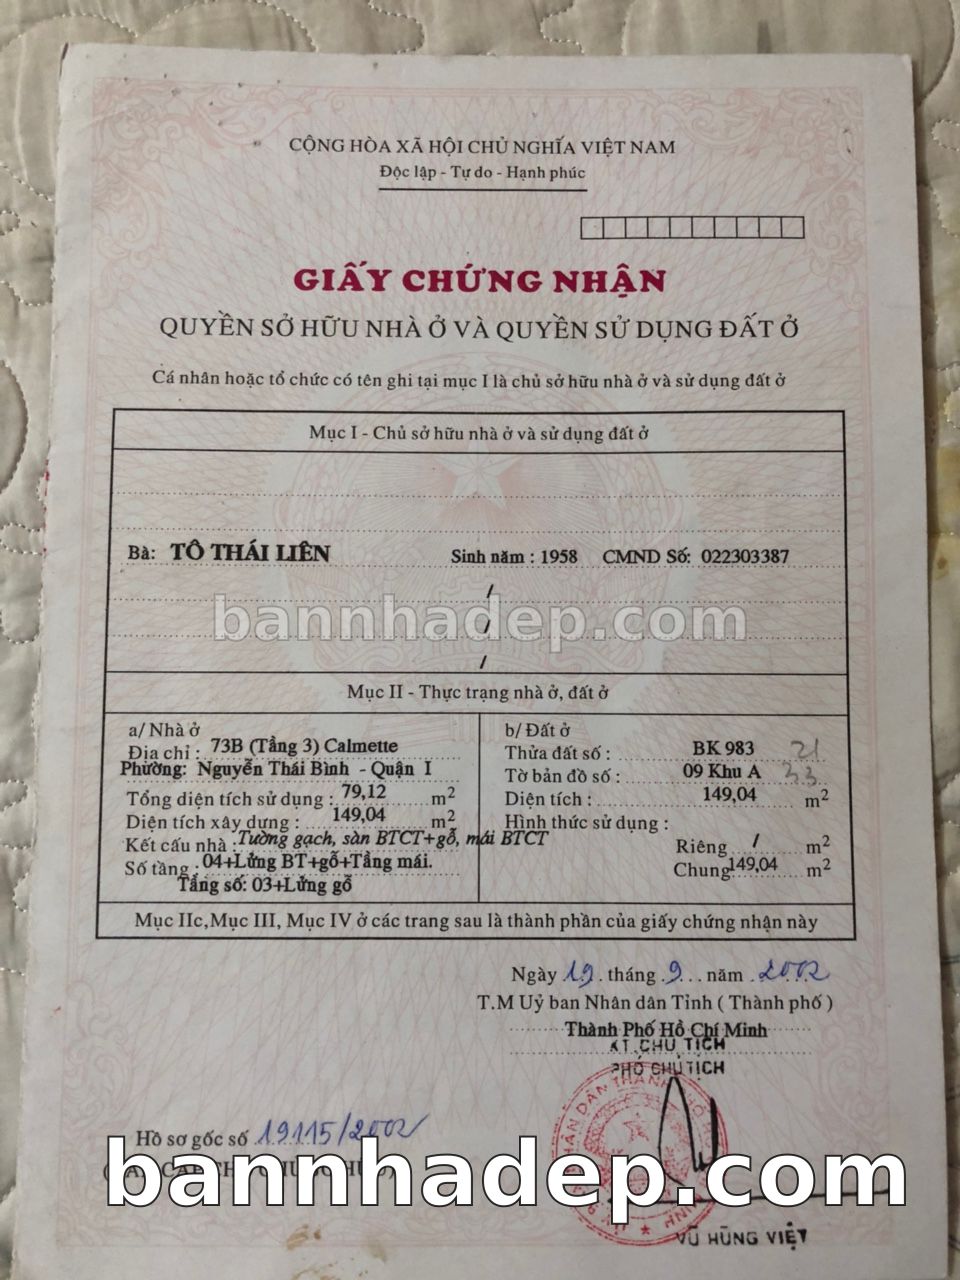 CỘNG HÒA XÃ HỘI CHỦ NGHĨA VIỆT NAM
Độc lập - Tự do - Hạnh phúc
GIẤY CHỨNG NHẬN
QUYỀN SỞ HỮU NHÀ Ở VÀ QUYỀN SỬ DỤNG ĐẤT Ở
Cá nhân hoặc tổ chức có tên ghi tại mục I là chủ sở hữu nhà ở và sử dụng đất ở
Mục I - Chủ sở hữu nhà ở và sử dụng đất ở
Bà: TÔ THÁI LIÊN Sinh năm : 1958 CMND Số: 022303387
/
bannhadep.com
/
/
Mục II - Thực trạng nhà ở, đất ở
a/ Nhà ở
Địa chỉ : 73B (Tầng 3) Calmette
Phường: Nguyễn Thái Bình - Quận I
Tổng diện tích sử dụng : 79,12 m2
Diện tích xây dựng : 149,04 m2
Kết cấu nhà : Tường gạch, sàn BTCT+gỗ, mái BTCT
Số tầng : 04+Lửng BT+gỗ+Tầng mái.
Tầng số: 03+Lửng gỗ
b/ Đất ở
Thửa đất số : BK 983 21
Tờ bản đồ số : 09 Khu A 33
Diện tích : 149,04 m2
Hình thức sử dụng :
Riêng / m2
Chung 149,04 m2
Mục IIc, Mục III, Mục IV ở các trang sau là thành phần của giấy chứng nhận này
Ngày 19 tháng 9 năm 2002
T.M Uỷ ban Nhân dân Tỉnh ( Thành phố )
Thành Phố Hồ Chí Minh
KT. CHỦ TỊCH
PHÓ CHỦ TỊCH
Hồ sơ gốc số 19115/2002
bannhadep.com
VŨ HÙNG VIỆT